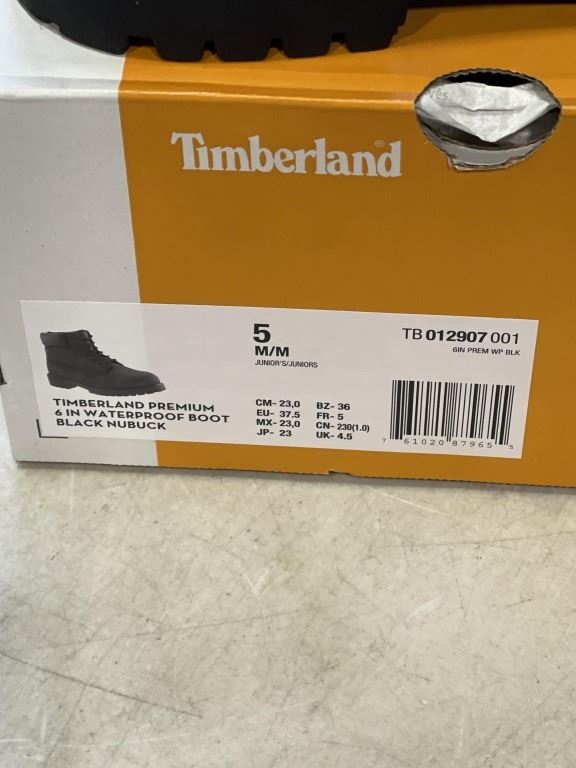 Timberland®
5
M/M
JUNIOR'S/JUNIORS
TB 012907 001
6IN PREM WP BLK
TIMBERLAND PREMIUM
6 IN WATERPROOF BOOT
BLACK NUBUCK
CM- 23,0 BZ- 36
EU- 37.5 FR- 5
MX- 23,0 CN- 230(1.0)
JP- 23 UK- 4.5
7 61020 87965 5